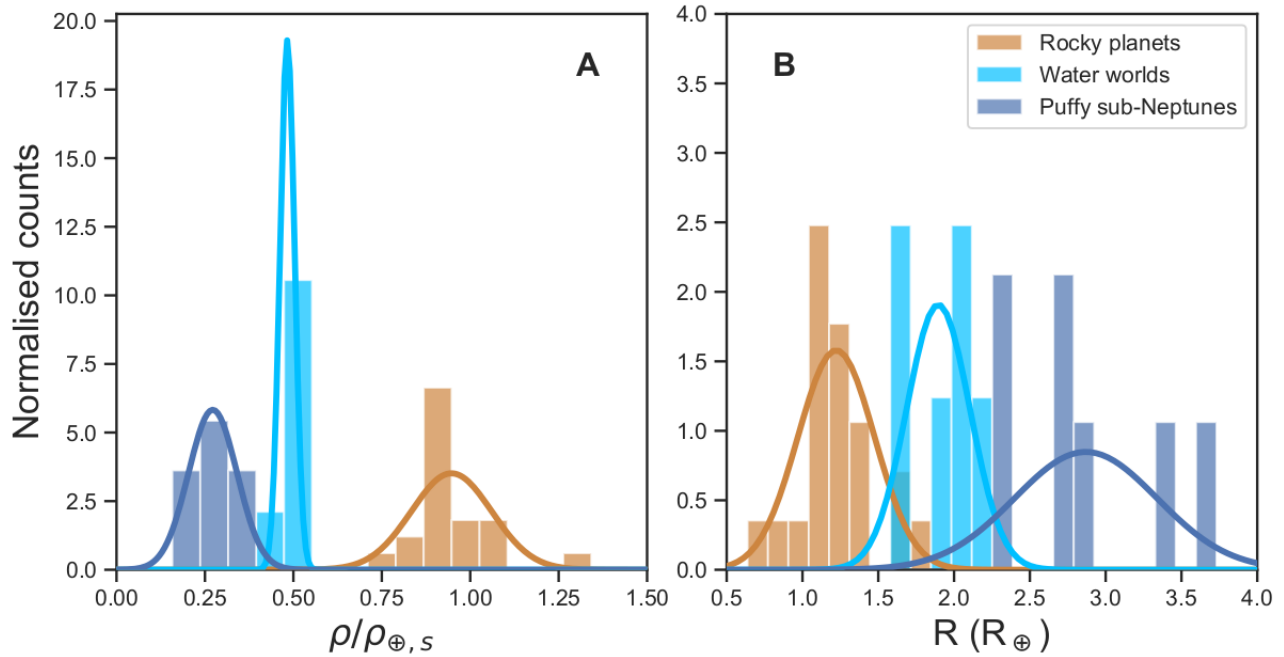 Normalised counts
20.0
17.5
15.0
12.5
10.0
7.5
5.0
2.5
0.0
A
0.00 0.25 0.50 0.75 1.00 1.25 1.50
ρ/ρ⊕,s
4.0
3.5
3.0
2.5
2.0
1.5
1.0
0.5
0.0
B
Rocky planets
Water worlds
Puffy sub-Neptunes
0.5 1.0 1.5 2.0 2.5 3.0 3.5 4.0
R (R⊕)